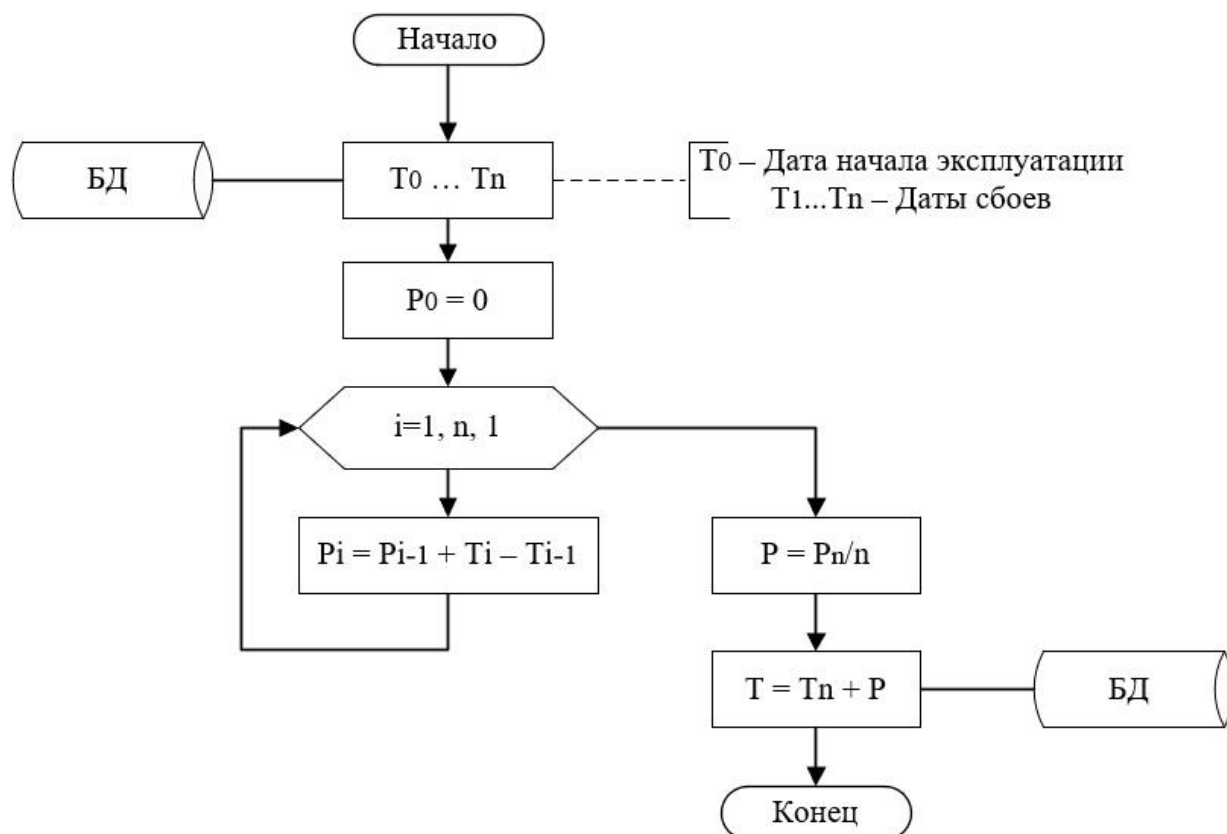 Начало
БД
T0 ... Tn
T0 – Дата начала эксплуатации
T1...Tn – Даты сбоев
P0 = 0
i=1, n, 1
Pi = Pi-1 + Ti – Ti-1
P = Pn/n
T = Tn + P
БД
Конец